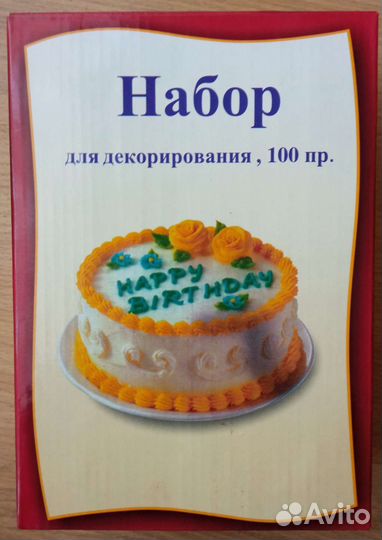 Набор
для декорирования , 100 пр.
HAPPY
BIRTHDAY
Avito